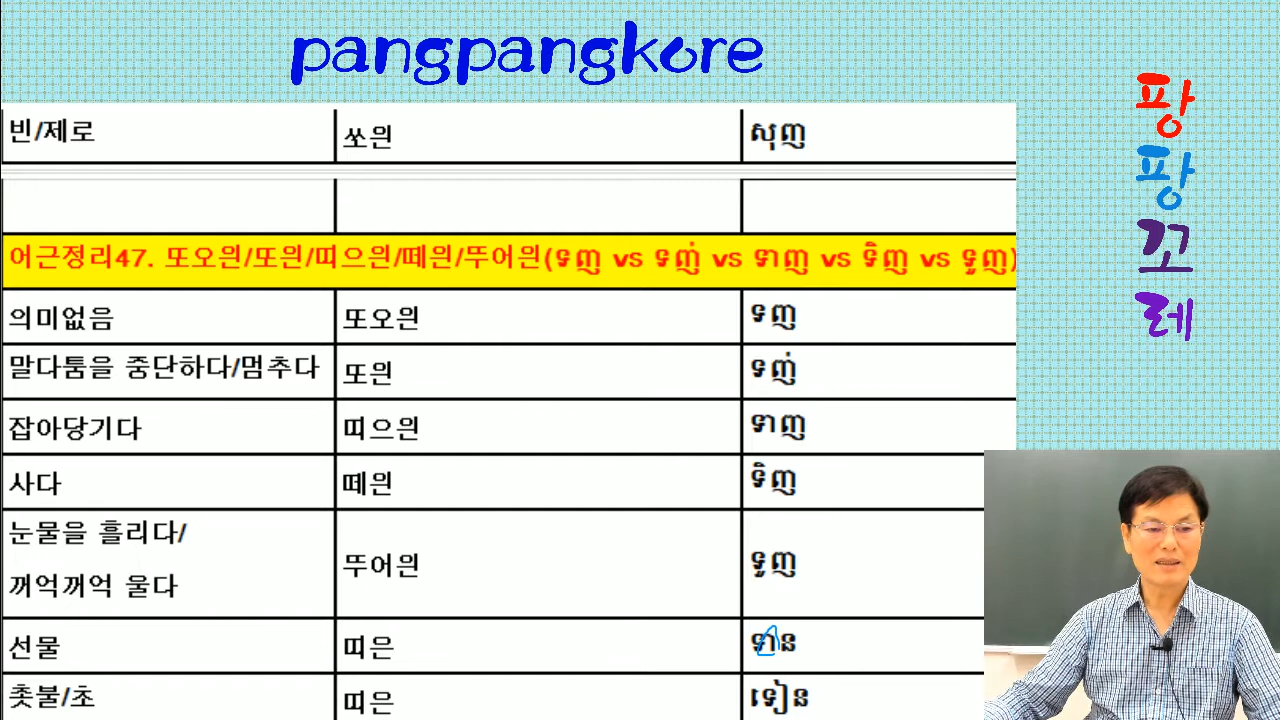 pangpangkore
팡
팡
꼬
레
빈/제로 쏘읜 សុញ
어근정리47. 또오읜/또읜/띠으읜/떼읜/뚜어읜(ទញ vs ទញ់ vs ទាញ vs ទិញ vs ទួញ)
의미없음 또오읜 ទញ
말다툼을 중단하다/멈추다 또읜 ទញ់
잡아당기다 띠으읜 ទាញ
사다 떼읜 ទិញ
눈물을 흘리다/
꺼억꺼억 울다 뚜어읜 ទួញ
선물 띠은 ទាន
촛불/초 띠은 ទៀន